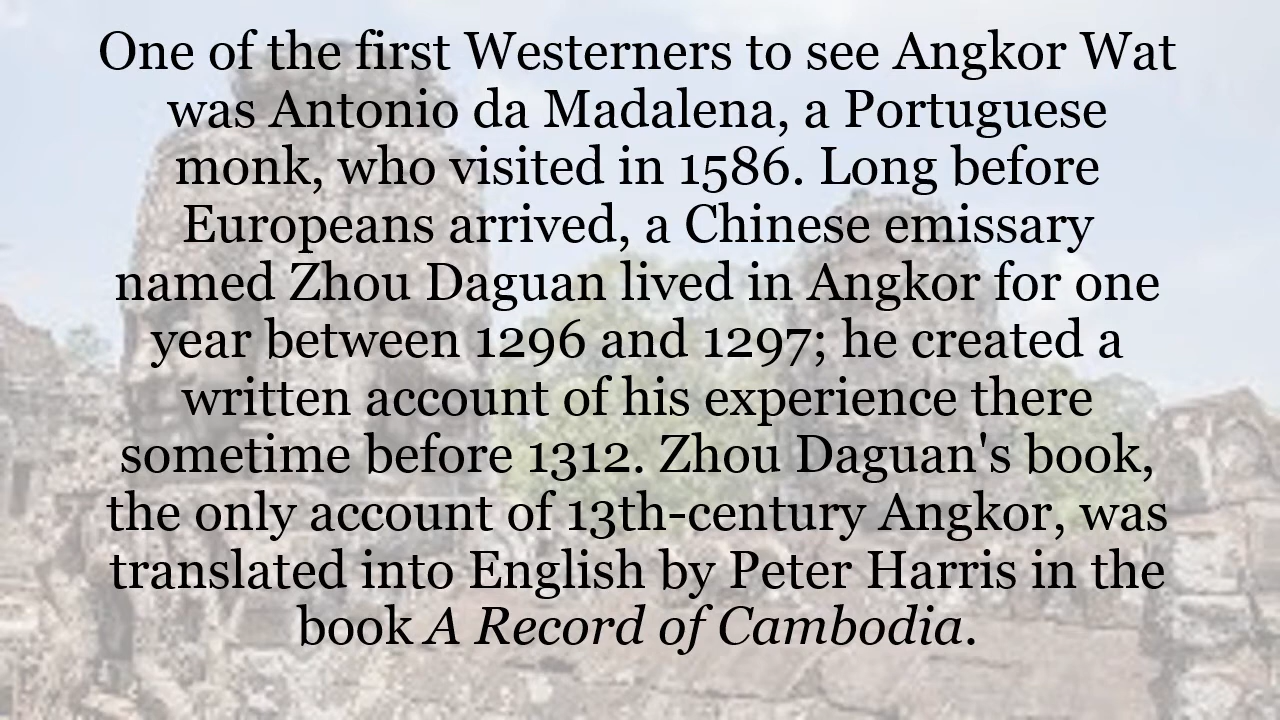 One of the first Westerners to see Angkor Wat
was Antonio da Madalena, a Portuguese
monk, who visited in 1586. Long before
Europeans arrived, a Chinese emissary
named Zhou Daguan lived in Angkor for one
year between 1296 and 1297; he created a
written account of his experience there
sometime before 1312. Zhou Daguan's book,
the only account of 13th-century Angkor, was
translated into English by Peter Harris in the
book A Record of Cambodia.